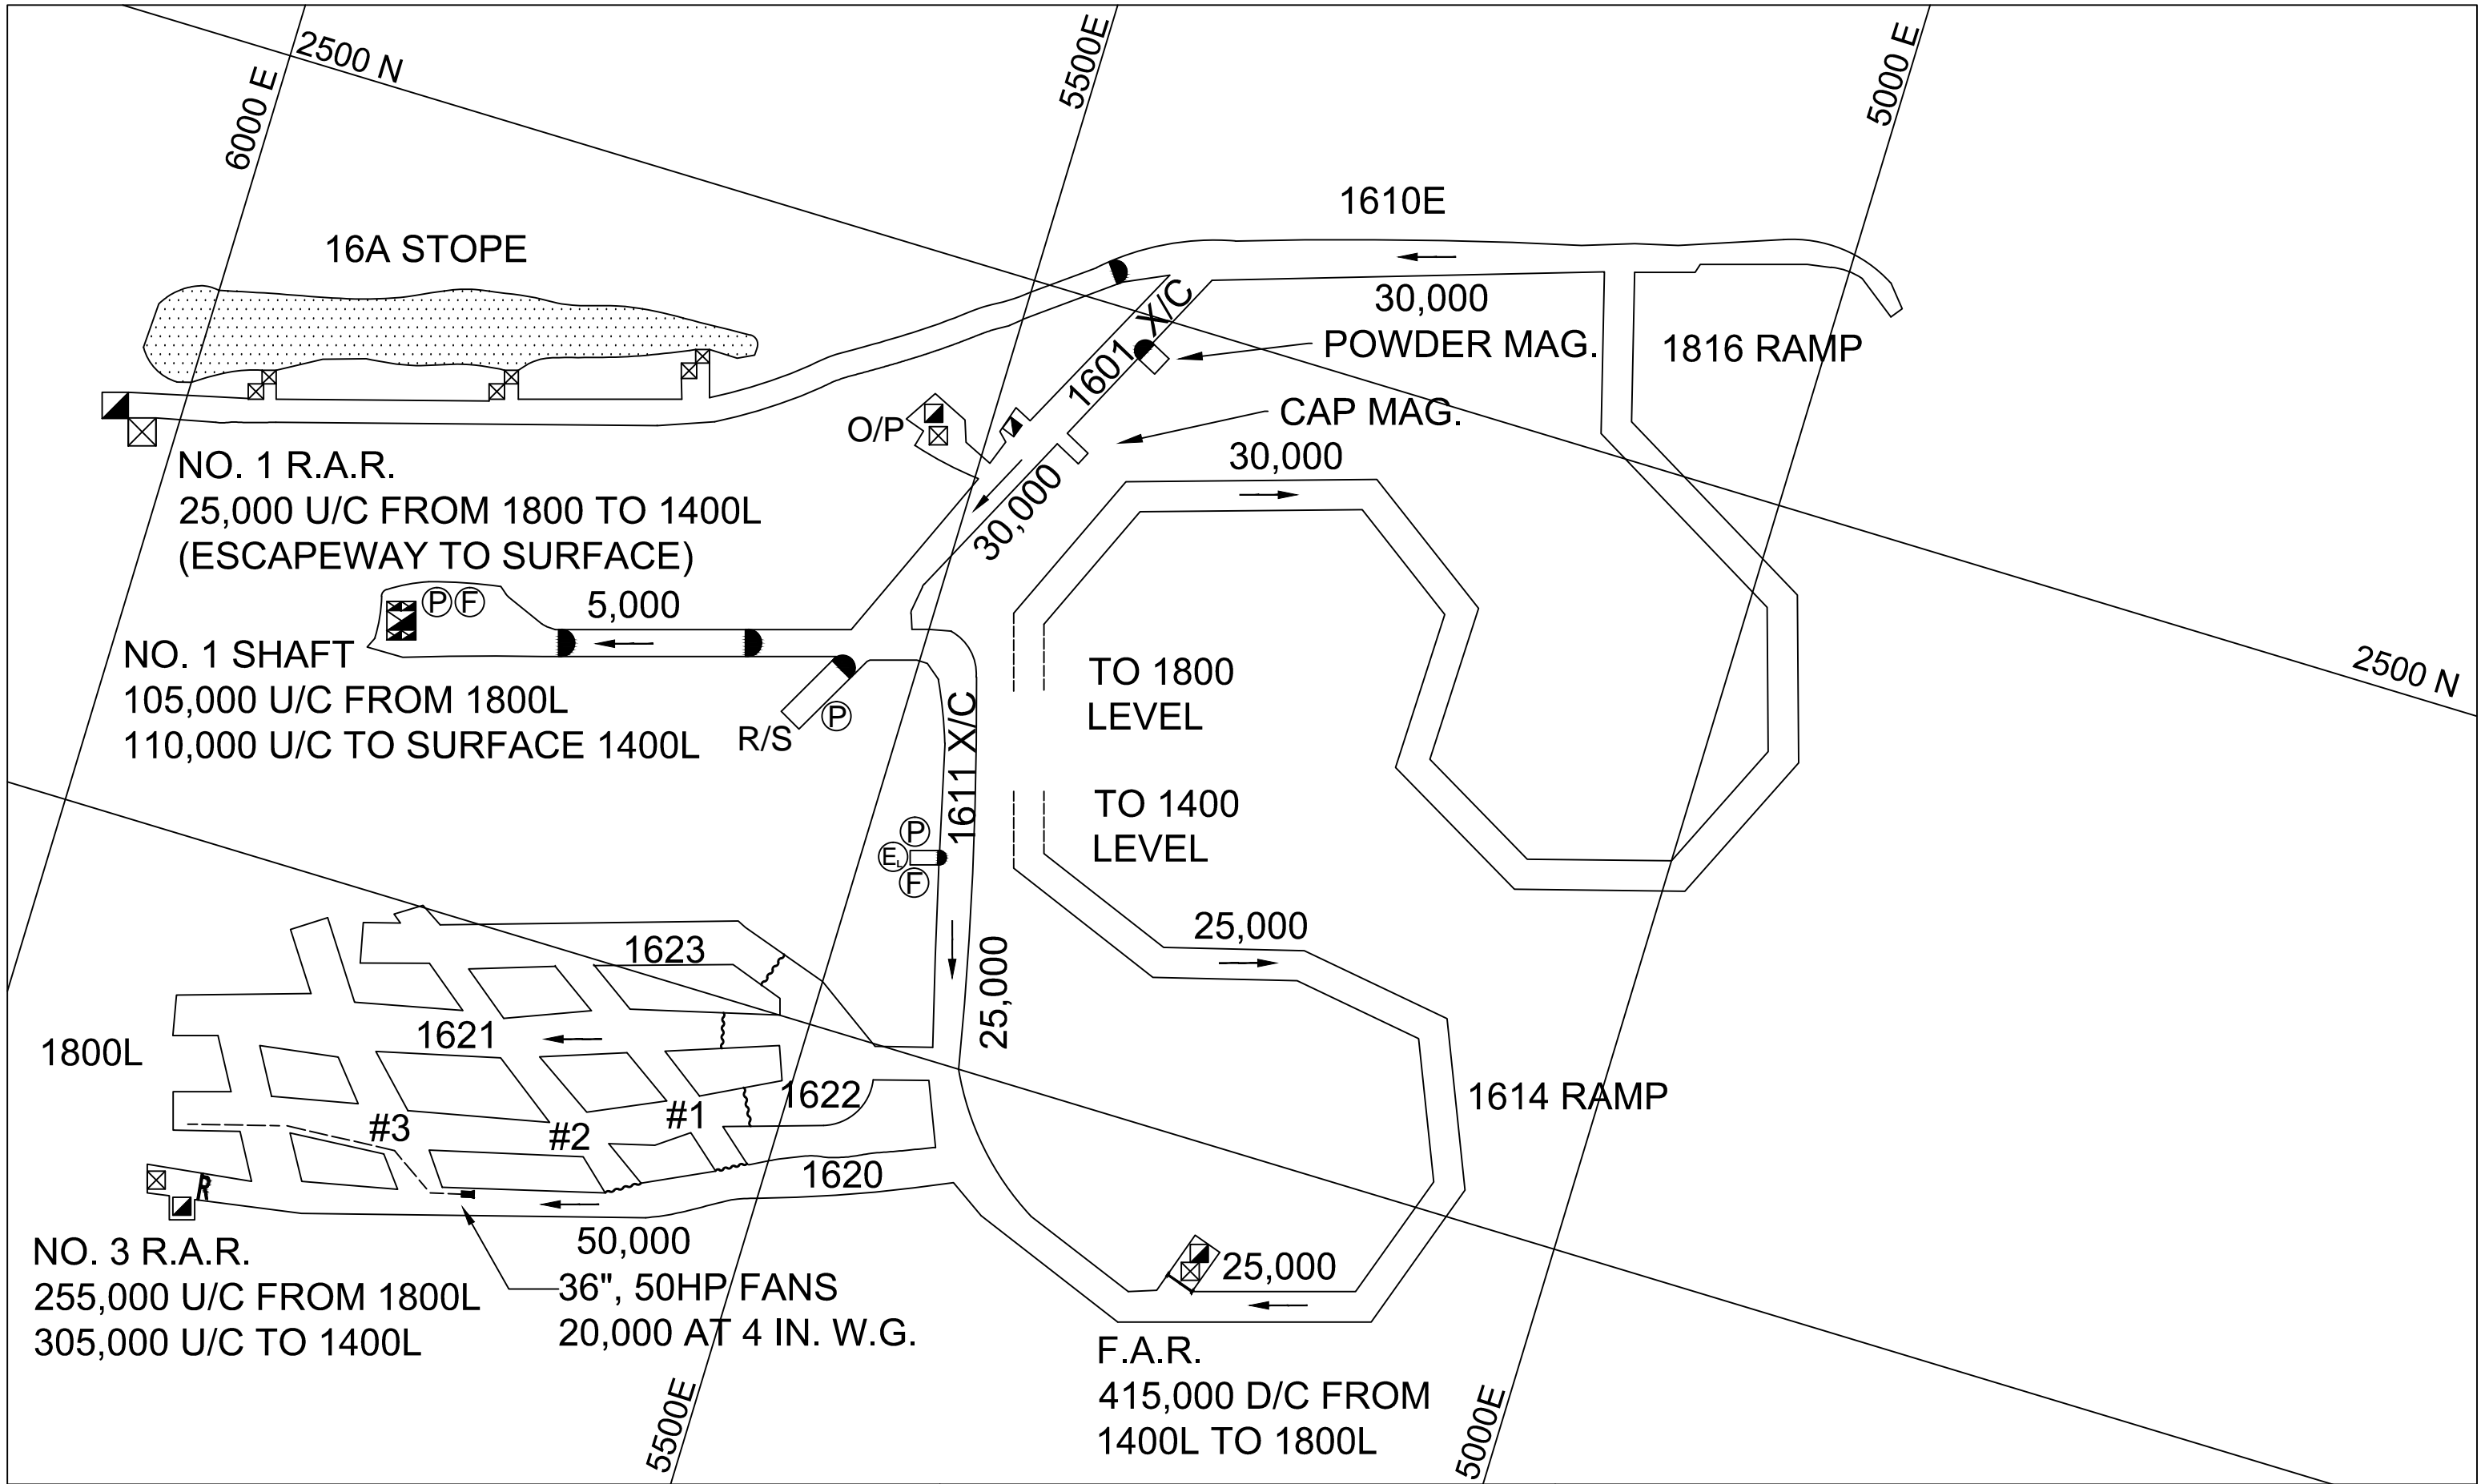 2500 N
6000 E
5500E
5000 E
1610E
16A STOPE
30,000
1601 X/C
POWDER MAG.
1816 RAMP
CAP MAG.
O/P
30,000
30,000
NO. 1 R.A.R.
25,000 U/C FROM 1800 TO 1400L
(ESCAPEWAY TO SURFACE)
P
F
5,000
NO. 1 SHAFT
105,000 U/C FROM 1800L
110,000 U/C TO SURFACE 1400L
R/S
P
TO 1800
LEVEL
2500 N
1611 X/C
TO 1400
LEVEL
P
EL
F
25,000
25,000
1623
1621
1800L
1622
#1
#2
#3
1614 RAMP
1620
R
50,000
25,000
NO. 3 R.A.R.
255,000 U/C FROM 1800L
305,000 U/C TO 1400L
36", 50HP FANS
20,000 AT 4 IN. W.G.
F.A.R.
415,000 D/C FROM
1400L TO 1800L
5500E
5000E